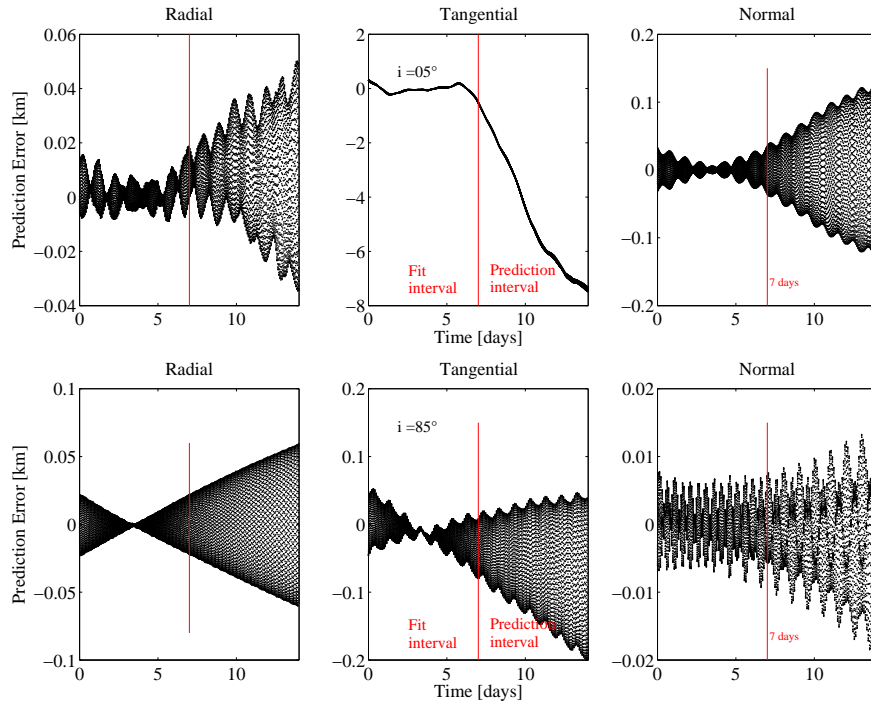 Radial
Tangential
Normal
Prediction Error [km]
0.06
0.04
0.02
0
−0.02
−0.04
0
5
10
2
0
−2
−4
−6
−8
i =05°
Fit
interval
Prediction
interval
0
5
10
Time [days]
0.2
0.1
0
−0.1
−0.2
7 days
0
5
10
Radial
Tangential
Normal
Prediction Error [km]
0.1
0.05
0
−0.05
−0.1
0
5
10
0.2
0.1
0
−0.1
−0.2
i =85°
Fit
interval
Prediction
interval
0
5
10
Time [days]
0.02
0.01
0
−0.01
−0.02
7 days
0
5
10